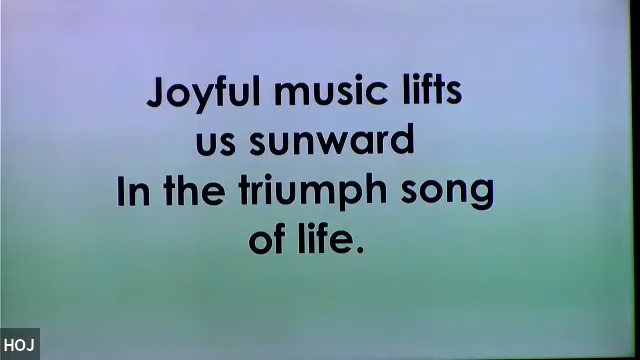 Joyful music lifts
us sunward
In the triumph song
of life.
HOJ